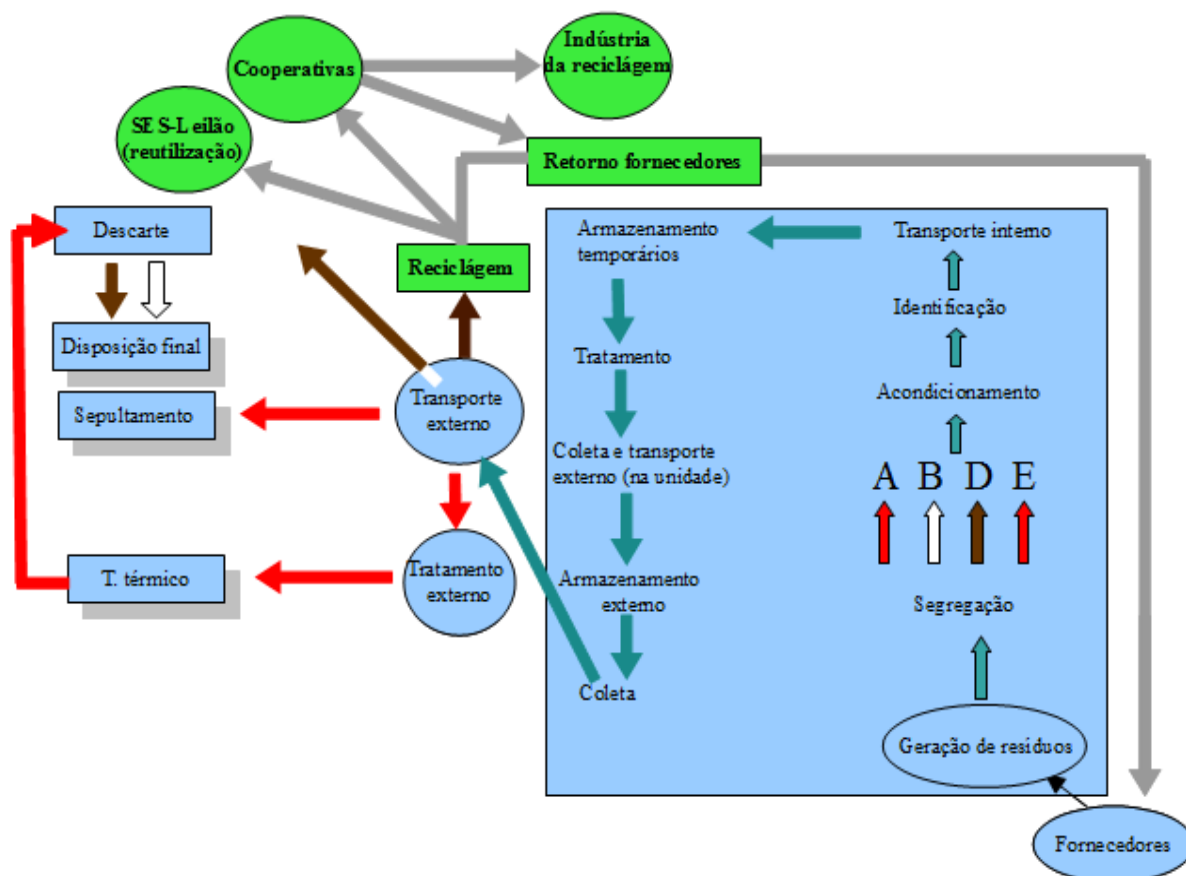 Indústria
da reciclágem
Cooperativas
SES-Leilão
(reutilização)
Retorno fornecedores
Descarte
Reciclágem
Armazenamento
temporários
Transporte interno
Identificação
Disposição final
Tratamento
Sepultamento
Transporte
externo
Acondicionamento
Coleta e transporte
externo (na unidade)
A B D E
T. térmico
Tratamento
externo
Armazenamento
externo
Segregação
Coleta
Geração de resíduos
Fornecedores